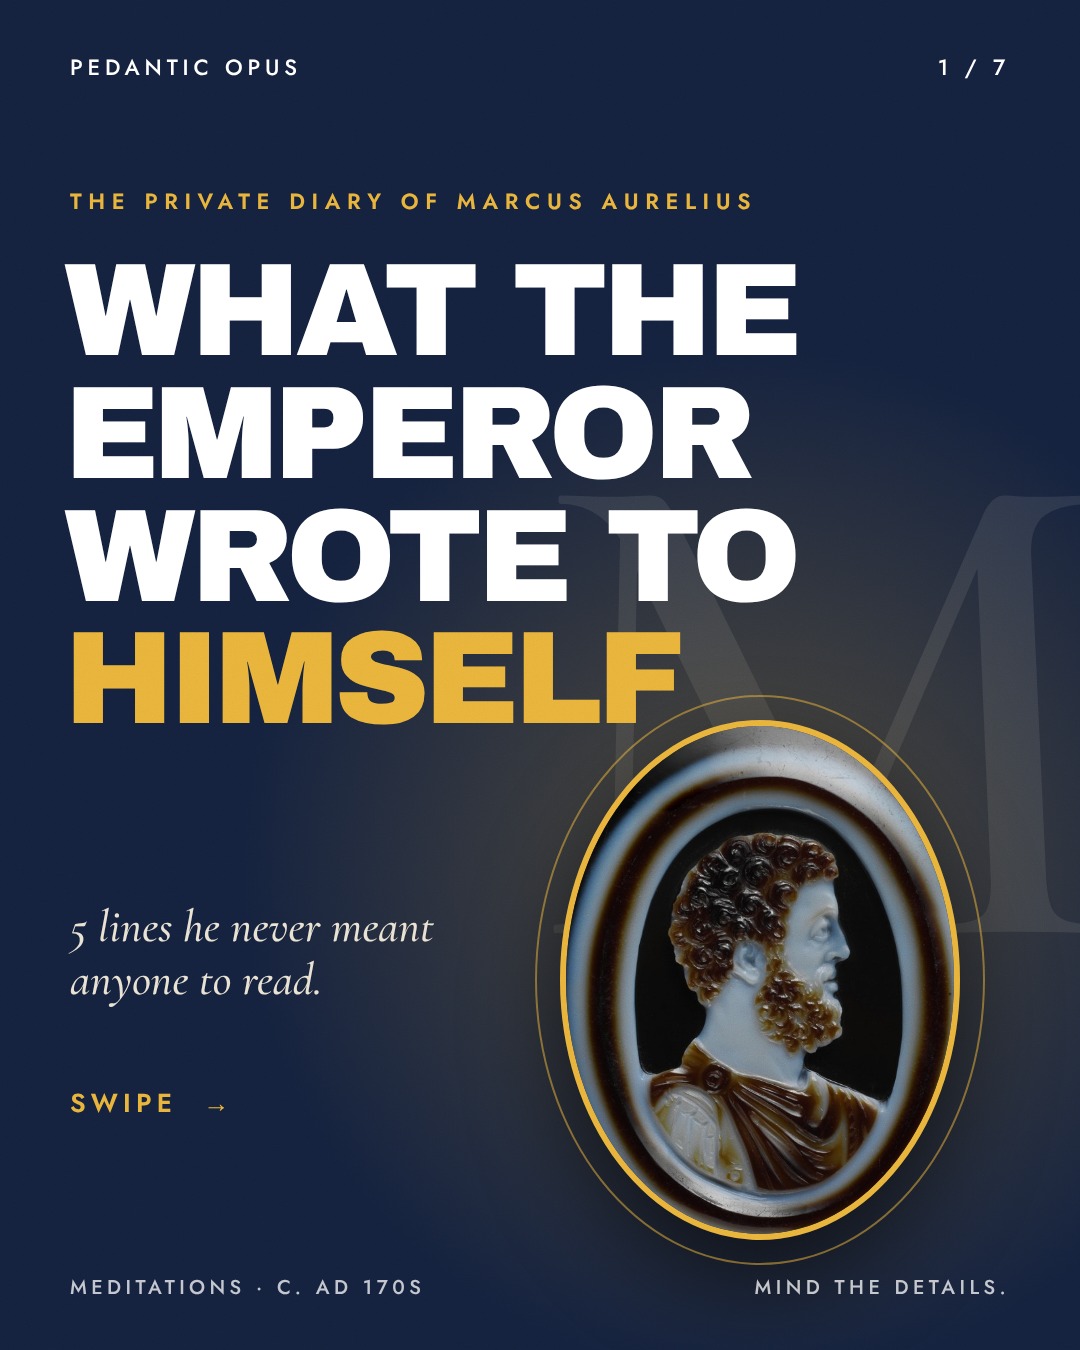 PEDANTIC OPUS
1 / 7
THE PRIVATE DIARY OF MARCUS AURELIUS
WHAT THE
EMPEROR
WROTE TO
HIMSELF
M
5 lines he never meant
anyone to read.
SWIPE →
MEDITATIONS · C. AD 170S
MIND THE DETAILS.